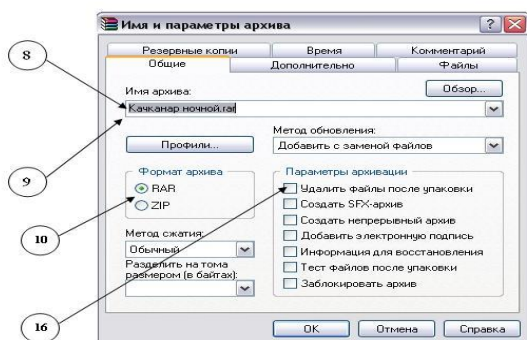 Имя и параметры архива
Резервные копии Время Комментарий
Общие Дополнительно Файлы
8
Имя архива:
Обзор...
Качканар ночной.rar
Метод обновления:
Профили...
Добавить с заменой файлов
9
Формат архива
Параметры архивации
RAR
Удалить файлы после упаковки
ZIP
Создать SFX-архив
10
Создать непрерывный архив
Метод сжатия:
Добавить электронную подпись
Обычный
Информация для восстановления
Разделить на тома
Тест файлов после упаковки
размером (в байтах):
Заблокировать архив
16
OK Отмена Справка